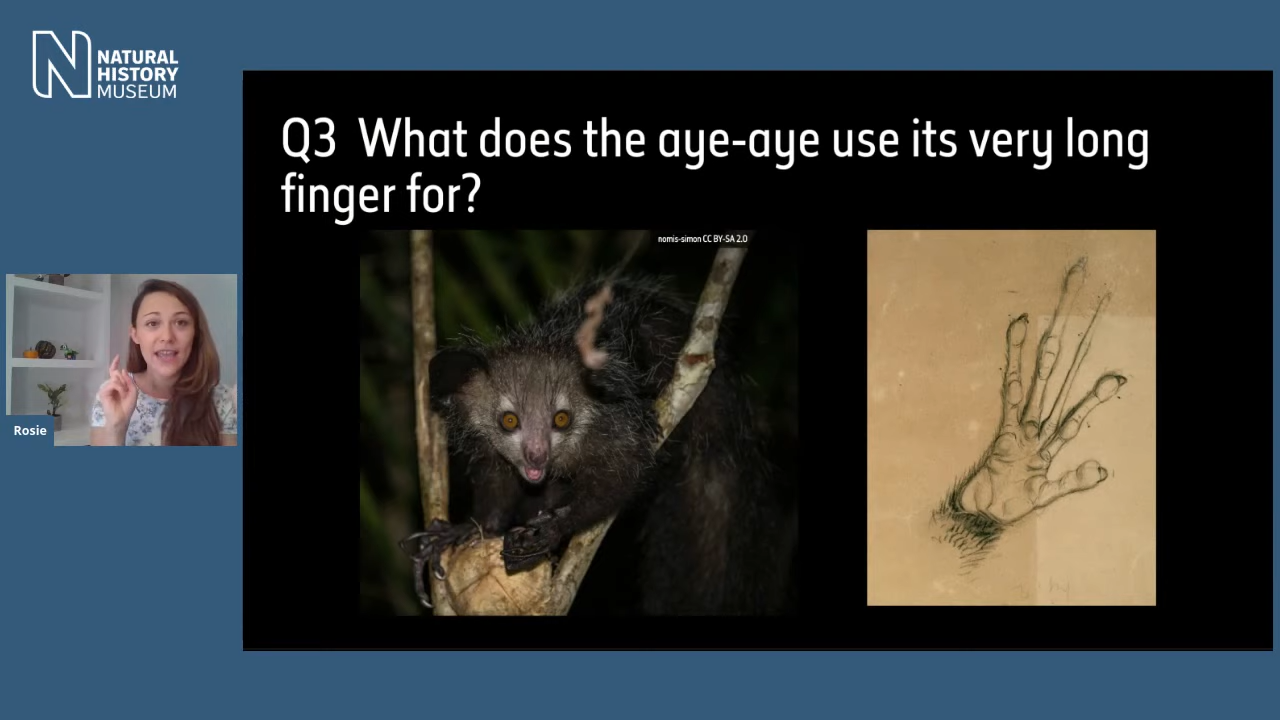 NATURAL
HISTORY
MUSEUM
Q3 What does the aye-aye use its very long
finger for?
nomis-simon CC BY-SA 2.0
Rosie